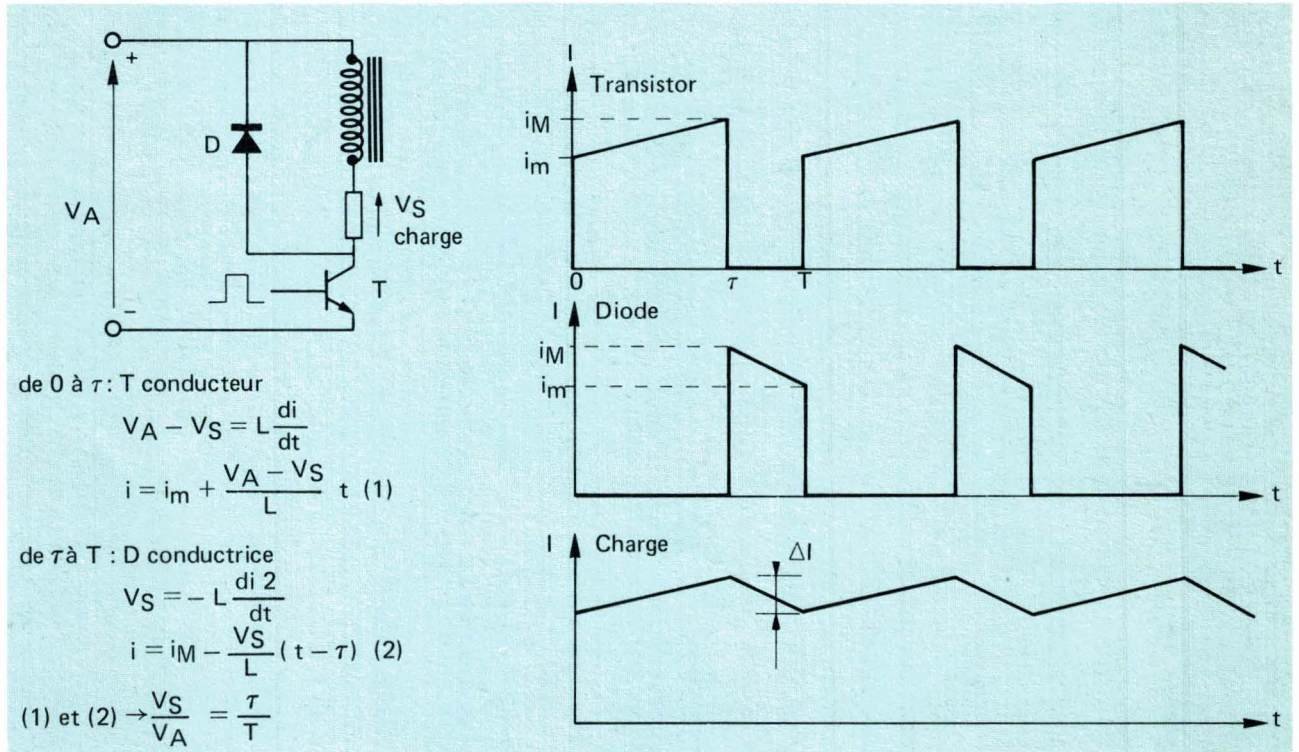 +
D
V_A
V_S
charge
T
−
de 0 à τ : T conducteur
V_A − V_S = L di/dt
i = i_m + (V_A − V_S)/L t (1)
de τ à T : D conductrice
V_S = − L di 2/dt
i = i_M − V_S/L ( t − τ) (2)
(1) et (2) → V_S/V_A = τ/T
I
Transistor
i_M
i_m
0
τ
T
t
I
Diode
i_M
i_m
t
I
Charge
ΔI
t